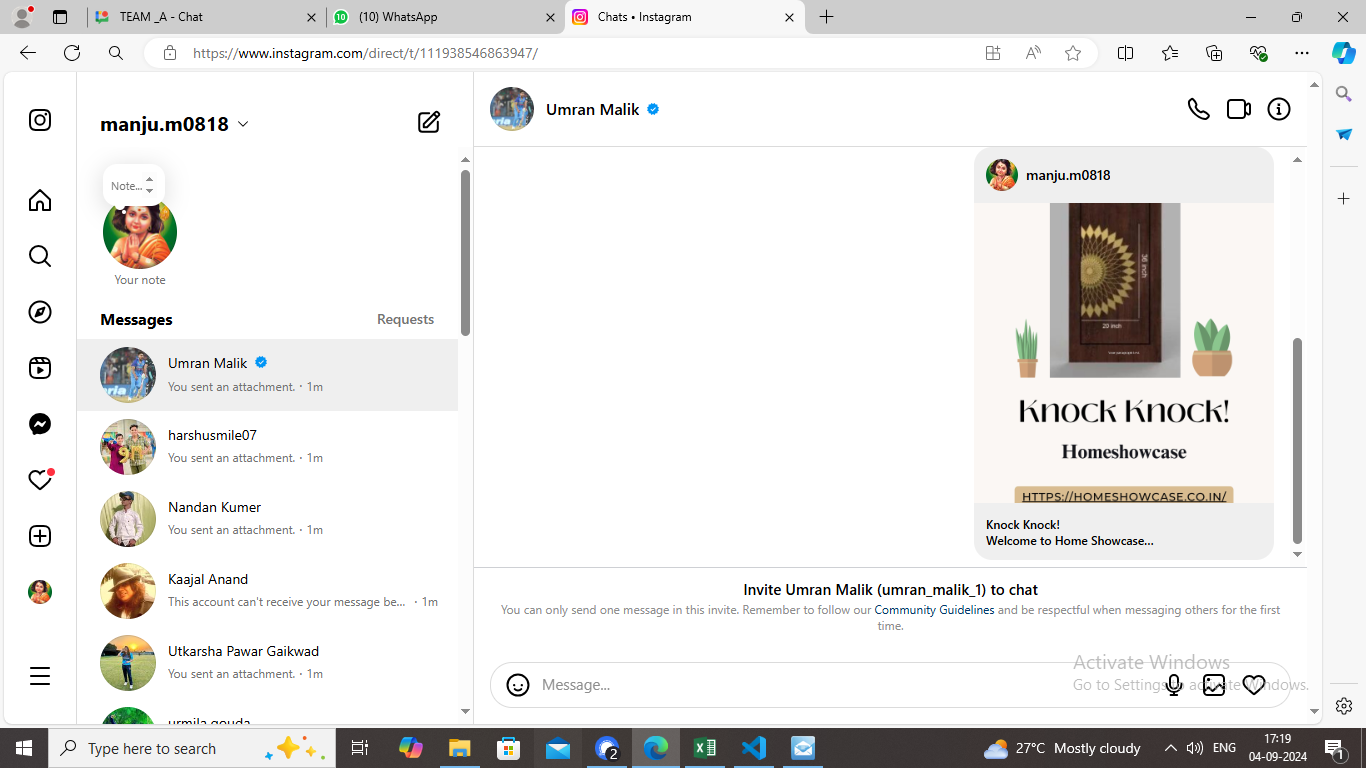 TEAM _A - Chat
(10) WhatsApp
Chats • Instagram
https://www.instagram.com/direct/t/111938546863947/
manju.m0818
Note...
Your note
Messages
Requests
Umran Malik
You sent an attachment. · 1m
harshusmile07
You sent an attachment. · 1m
Nandan Kumer
You sent an attachment. · 1m
Kaajal Anand
This account can't receive your message be... · 1m
Utkarsha Pawar Gaikwad
You sent an attachment. · 1m
urmila gouda
Umran Malik
manju.m0818
36 inch
20 inch
Knock Knock!
Homeshowcase
HTTPS://HOMESHOWCASE.CO.IN/
Knock Knock!
Welcome to Home Showcase...
Invite Umran Malik (umran_malik_1) to chat
You can only send one message in this invite. Remember to follow our Community Guidelines and be respectful when messaging others for the first
time.
Message...
Activate Windows
Go to Settings to activate Windows.
Type here to search
2
27°C Mostly cloudy
ENG
17:19
04-09-2024
1